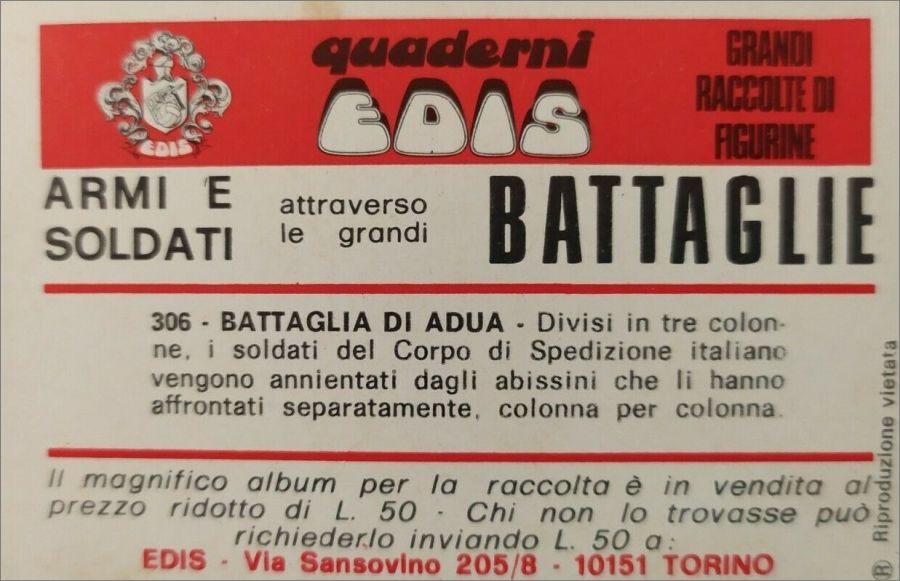 quaderni
EDIS
EDIS
GRANDI
RACCOLTE DI
FIGURINE
ARMI E
SOLDATI
attraverso
le grandi
BATTAGLIE
306 - BATTAGLIA DI ADUA - Divisi in tre colon-
ne, i soldati del Corpo di Spedizione italiano
vengono annientati dagli abissini che li hanno
affrontati separatamente, colonna per colonna.
Il magnifico album per la raccolta è in vendita al
prezzo ridotto di L. 50 - Chi non lo trovasse può
richiederlo inviando L. 50 a:
EDIS - Via Sansovino 205/8 - 10151 TORINO
® Riproduzione vietata